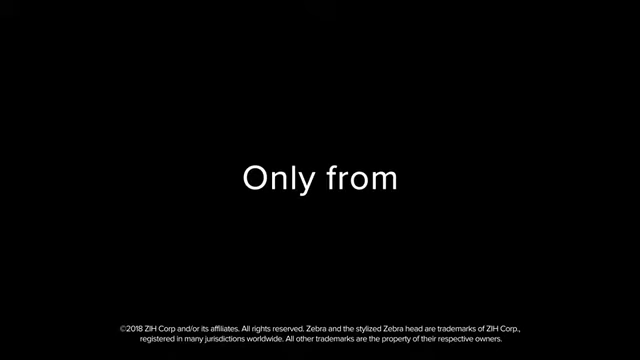 Only from
©2018 ZIH Corp and/or its affiliates. All rights reserved. Zebra and the stylized Zebra head are trademarks of ZIH Corp.,
registered in many jurisdictions worldwide. All other trademarks are the property of their respective owners.